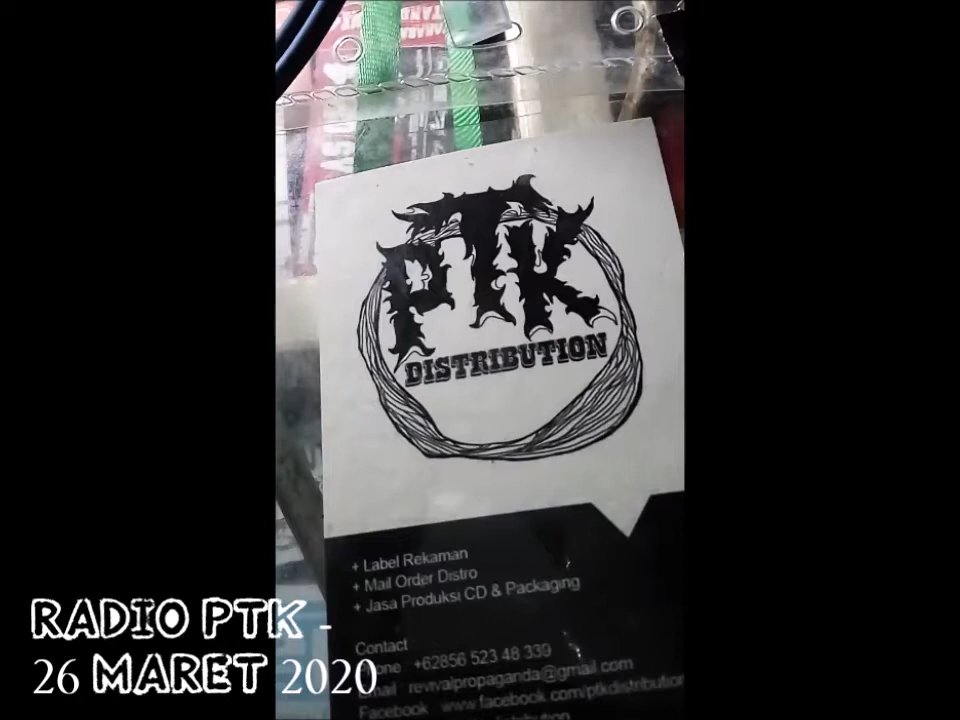 PTK
DISTRIBUTION
+ Label Rekaman
+ Mail Order Distro
+ Jasa Produksi CD & Packaging
Contact
Phone +62856 523 48 339
Email revivalpropaganda@gmail.com
Facebook www.facebook.com/ptkdistribution
RADIO PTK -
26 MARET 2020